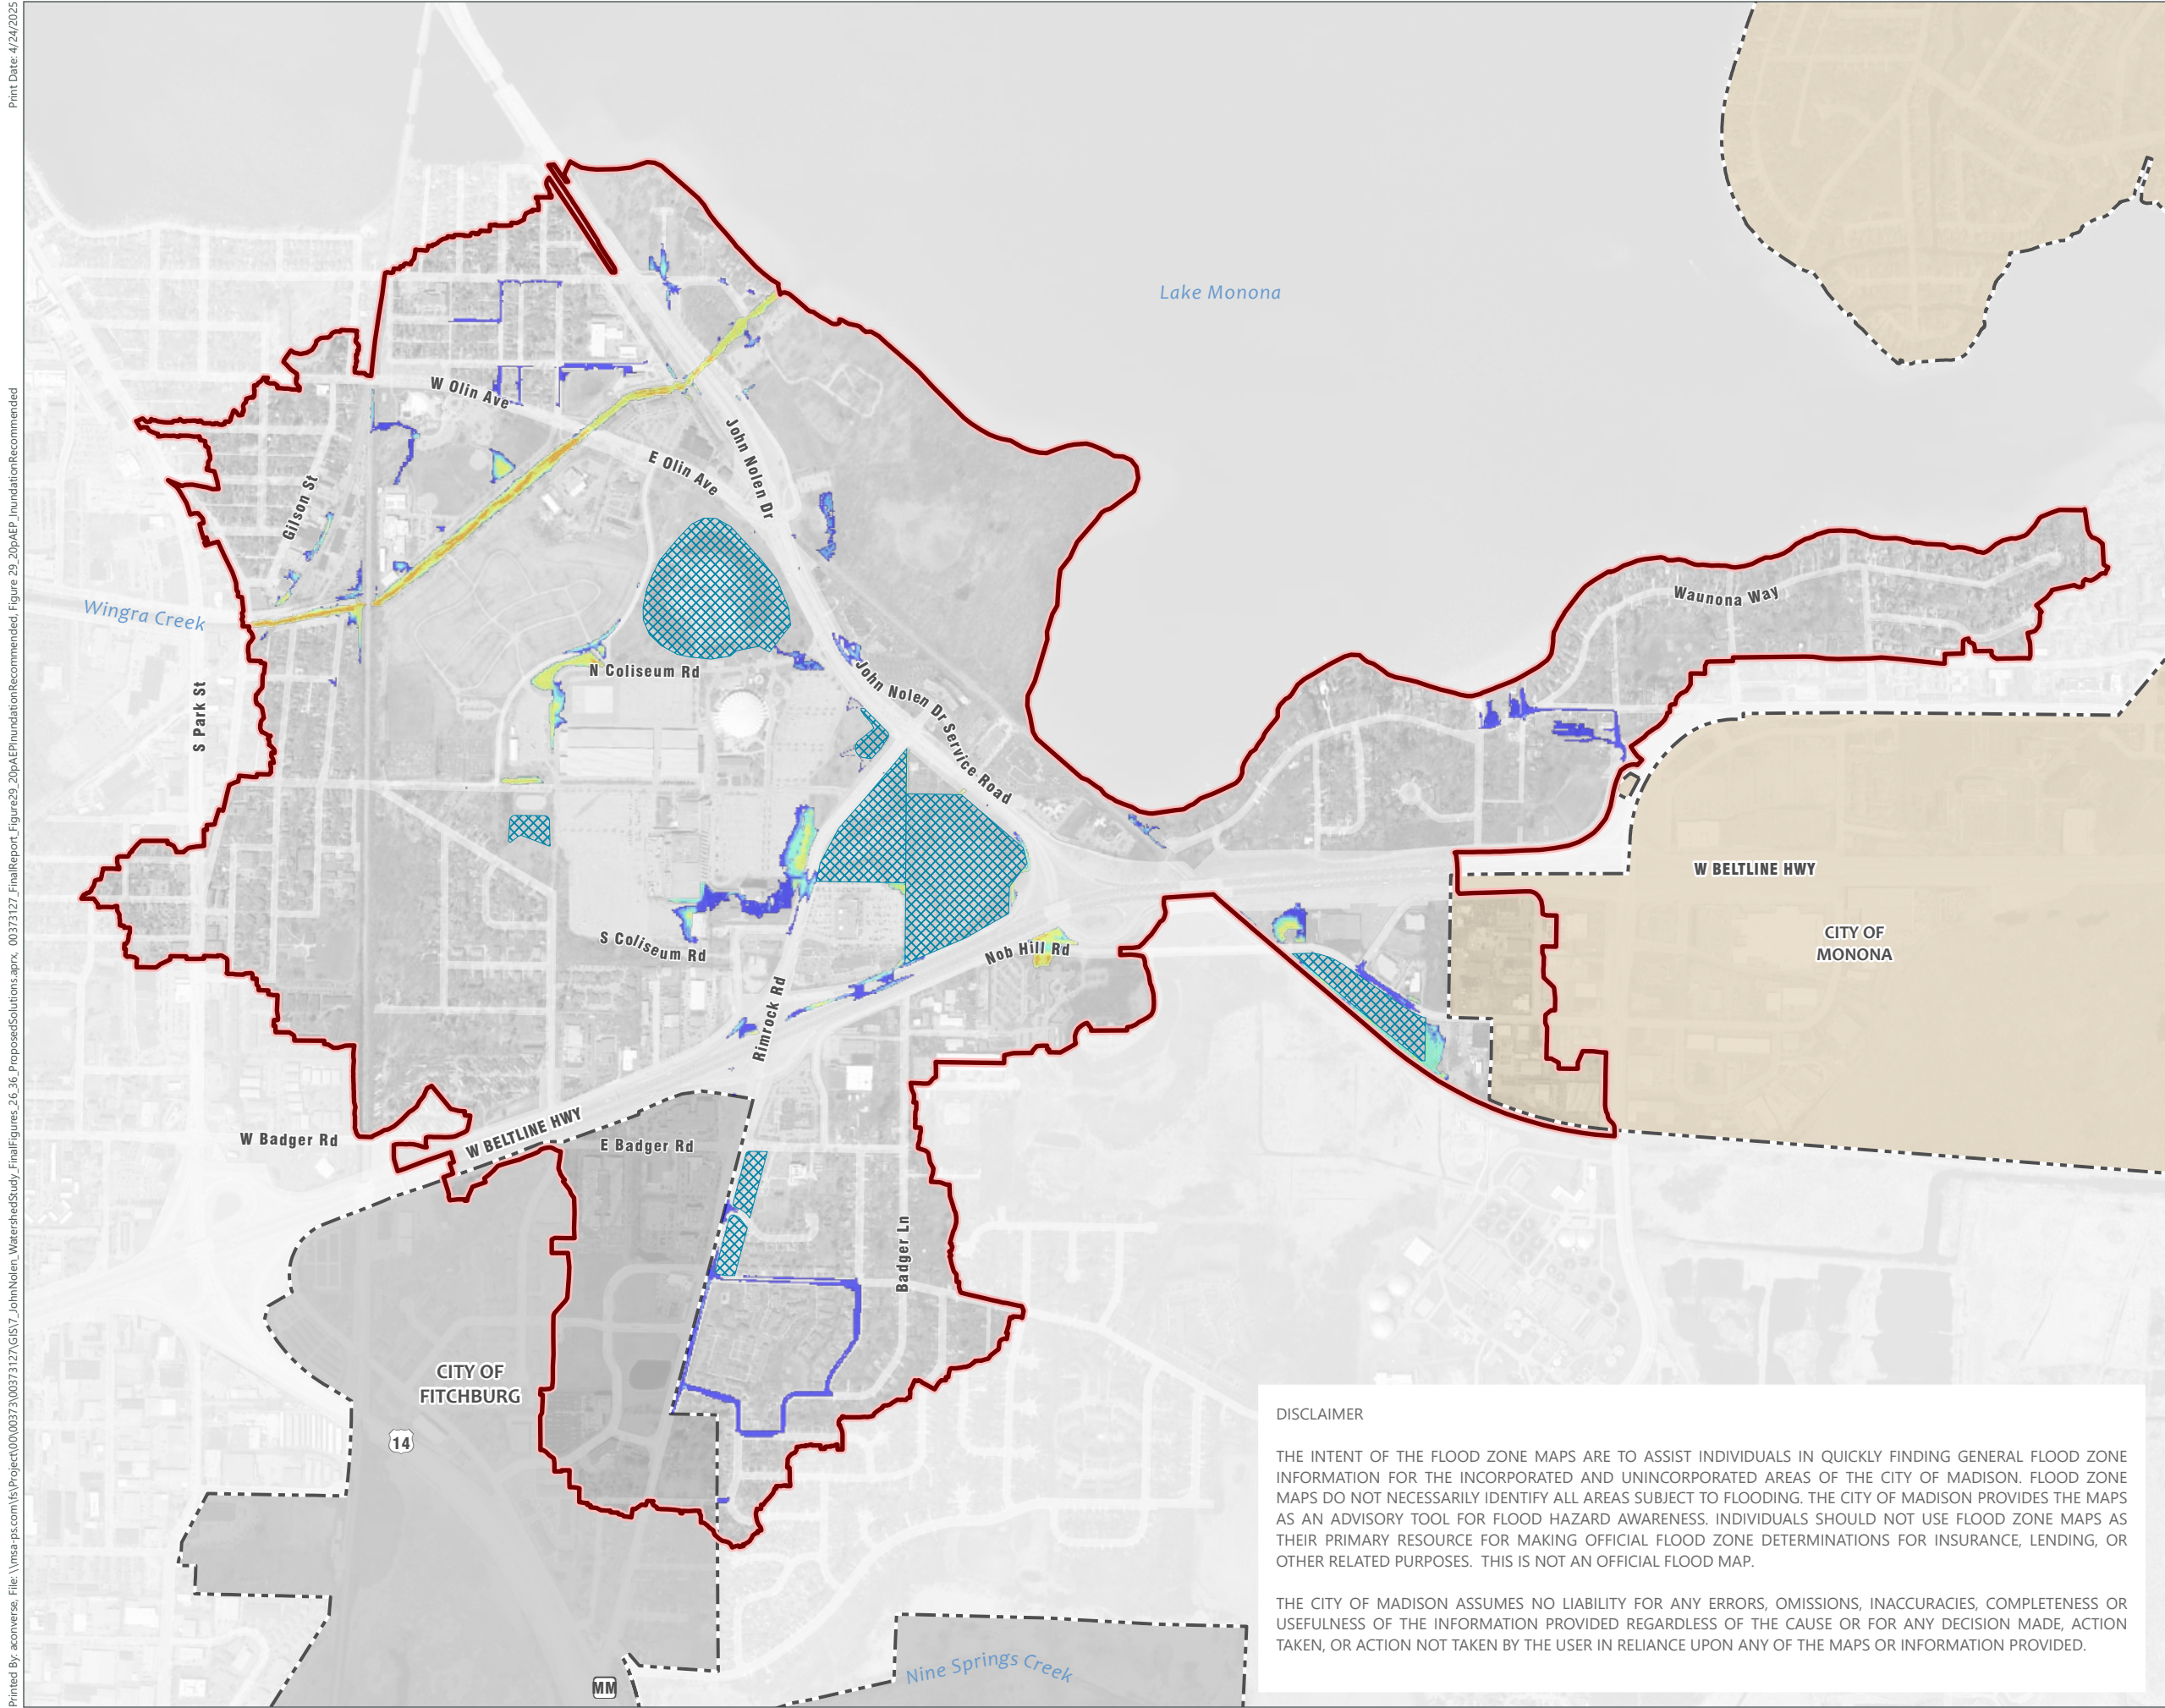 Print Date: 4/24/2025
Printed By: aconverse, File: \\msa-ps.com\fs\Project\00\00373\00373127\GIS\7_JohnNolen_WatershedStudy_FinalFigures_26_36_ProposedSolutions.aprx, 00373127_FinalReport_Figure29_20pAEPInundationRecommended, Figure 29_20pAEP_InundationRecommended
Lake Monona
W Olin Ave
John Nolen Dr
E Olin Ave
Gilson St
Wingra Creek
Waunona Way
N Coliseum Rd
S Park St
John Nolen Dr Service Road
W BELTLINE HWY
CITY OF
MONONA
S Coliseum Rd
Nob Hill Rd
Rimrock Rd
W Badger Rd
W BELTLINE HWY
E Badger Rd
Badger Ln
CITY OF
FITCHBURG
14
MM
Nine Springs Creek
DISCLAIMER
THE INTENT OF THE FLOOD ZONE MAPS ARE TO ASSIST INDIVIDUALS IN QUICKLY FINDING GENERAL FLOOD ZONE
INFORMATION FOR THE INCORPORATED AND UNINCORPORATED AREAS OF THE CITY OF MADISON. FLOOD ZONE
MAPS DO NOT NECESSARILY IDENTIFY ALL AREAS SUBJECT TO FLOODING. THE CITY OF MADISON PROVIDES THE MAPS
AS AN ADVISORY TOOL FOR FLOOD HAZARD AWARENESS. INDIVIDUALS SHOULD NOT USE FLOOD ZONE MAPS AS
THEIR PRIMARY RESOURCE FOR MAKING OFFICIAL FLOOD ZONE DETERMINATIONS FOR INSURANCE, LENDING, OR
OTHER RELATED PURPOSES. THIS IS NOT AN OFFICIAL FLOOD MAP.
THE CITY OF MADISON ASSUMES NO LIABILITY FOR ANY ERRORS, OMISSIONS, INACCURACIES, COMPLETENESS OR
USEFULNESS OF THE INFORMATION PROVIDED REGARDLESS OF THE CAUSE OR FOR ANY DECISION MADE, ACTION
TAKEN, OR ACTION NOT TAKEN BY THE USER IN RELIANCE UPON ANY OF THE MAPS OR INFORMATION PROVIDED.